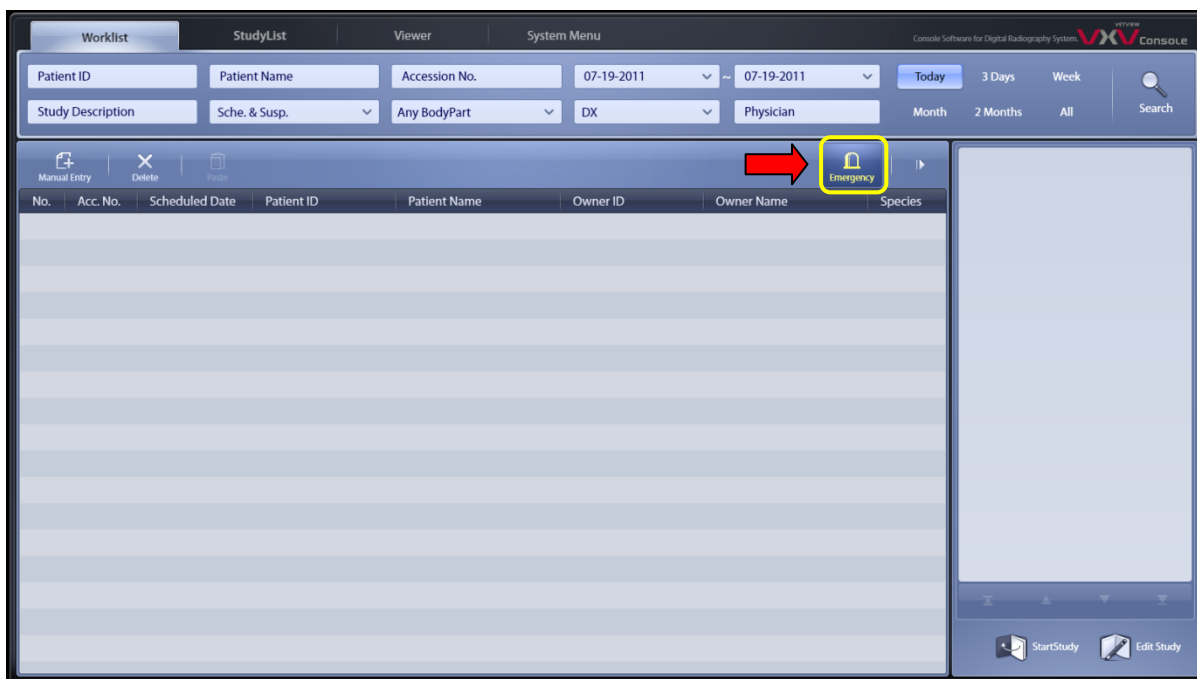 Worklist StudyList Viewer System Menu Console Software for Digital Radiography System. VETVIEW VXV Console
Patient ID Patient Name Accession No. 07-19-2011 ~ 07-19-2011 Today 3 Days Week
Search
Study Description Sche. & Susp. Any BodyPart DX Physician Month 2 Months All
Manual Entry Delete Paste Emergency
No. Acc. No. Scheduled Date Patient ID Patient Name Owner ID Owner Name Species
StartStudy Edit Study